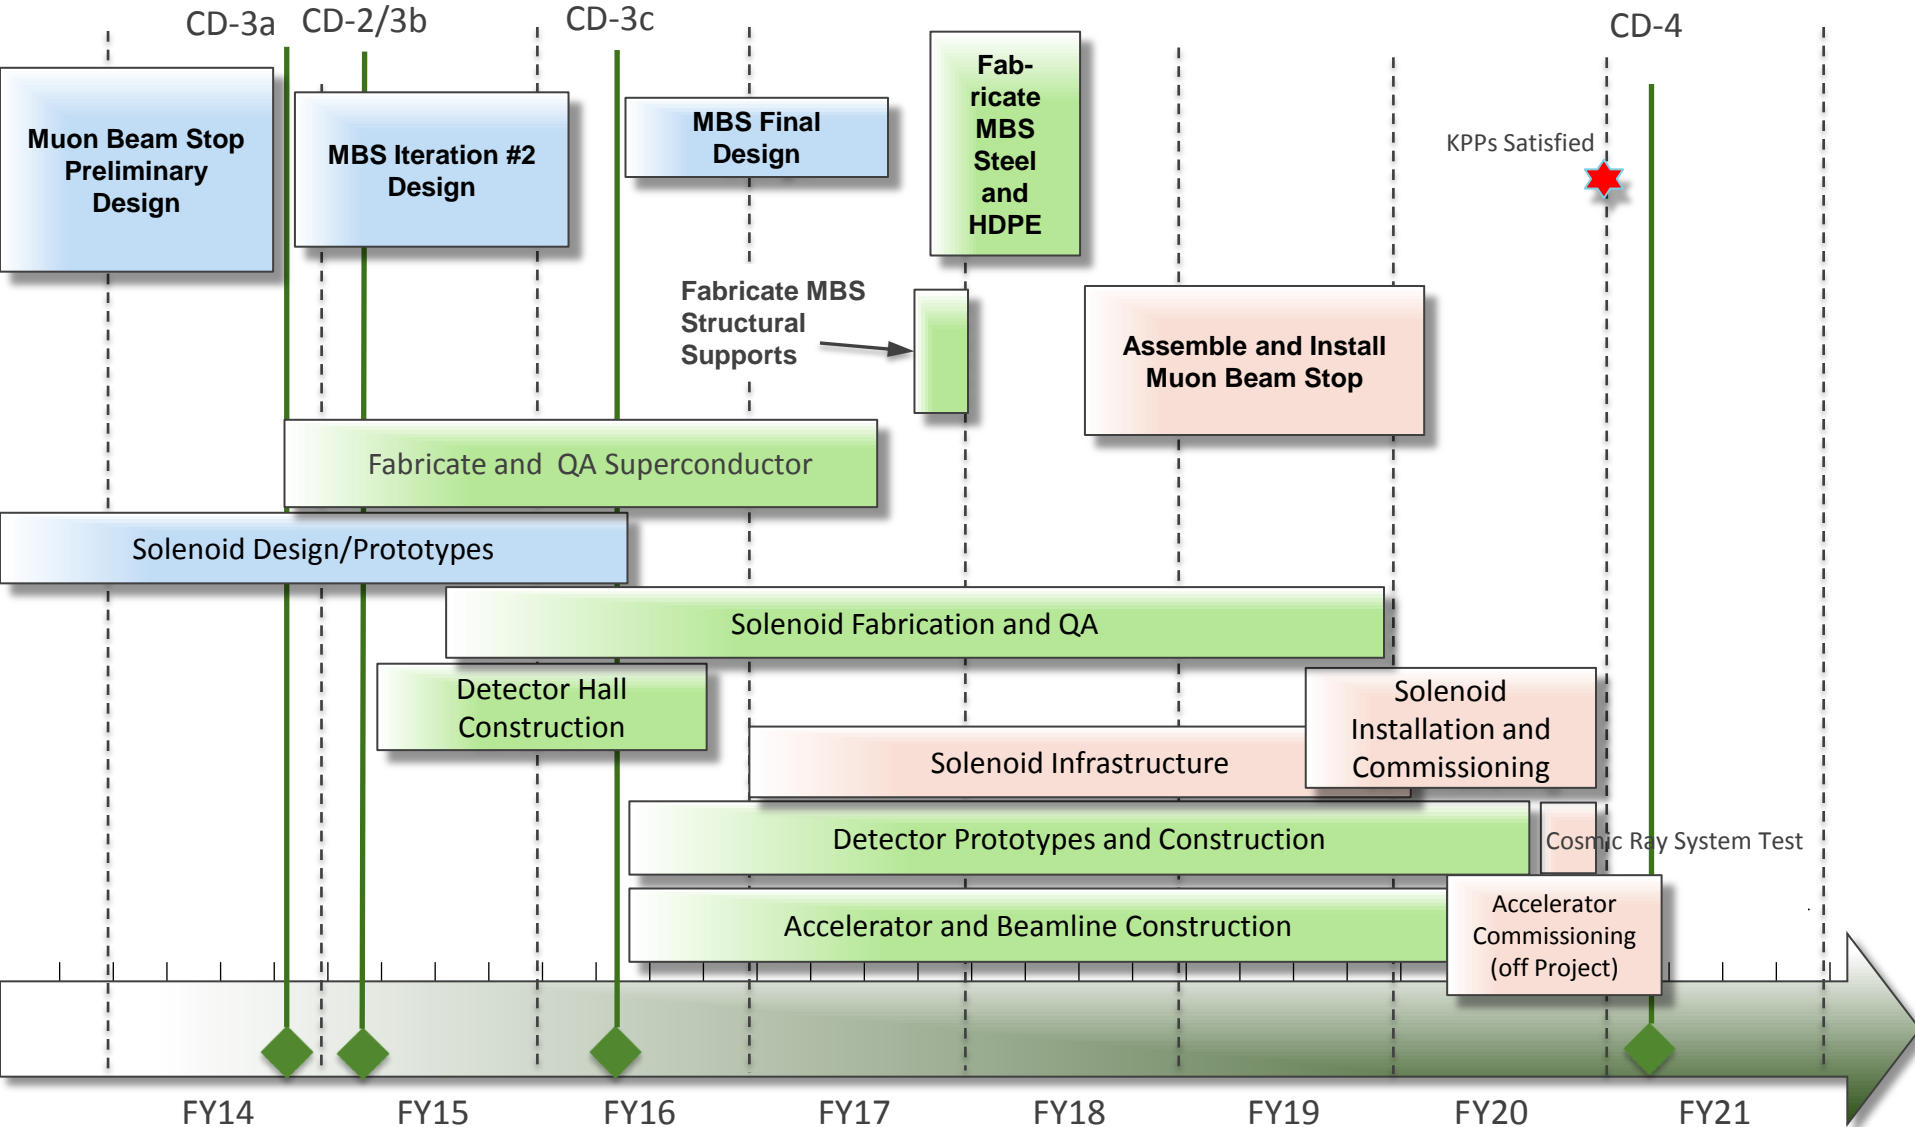 CD-3a
CD-2/3b
CD-3c
CD-4
Muon Beam Stop
Preliminary
Design
MBS Iteration #2
Design
MBS Final
Design
Fab-
ricate
MBS
Steel
and
HDPE
KPPs Satisfied
Fabricate MBS
Structural
Supports
Assemble and Install
Muon Beam Stop
Fabricate and QA Superconductor
Solenoid Design/Prototypes
Solenoid Fabrication and QA
Detector Hall
Construction
Solenoid
Installation and
Commissioning
Solenoid Infrastructure
Detector Prototypes and Construction
Cosmic Ray System Test
Accelerator and Beamline Construction
Accelerator
Commissioning
(off Project)
FY14
FY15
FY16
FY17
FY18
FY19
FY20
FY21